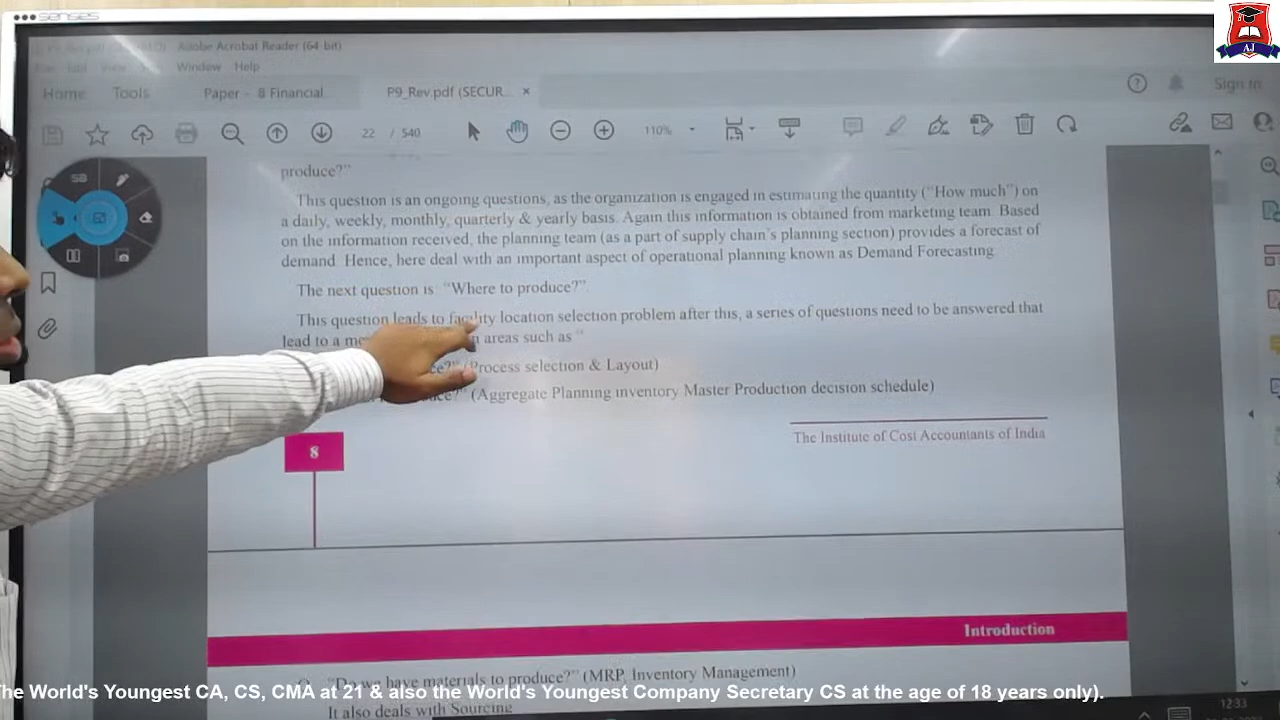 senses
AJ
Adobe Acrobat Reader (64-bit)
Window Help
Home Tools Paper - 8 Financial P9_Rev.pdf (SECUR... × Sign In
22 / 540 110%
produce?"
This question is an ongoing questions, as the organization is engaged in estimating the quantity ("How much") on
a daily, weekly, monthly, quarterly & yearly basis. Again this information is obtained from marketing team. Based
on the information received, the planning team (as a part of supply chain's planning section) provides a forecast of
demand. Hence, here deal with an important aspect of operational planning known as Demand Forecasting
The next question is "Where to produce?".
This question leads to facility location selection problem after this, a series of questions need to be answered that
lead to a areas such as "
(Process selection & Layout)
(Aggregate Planning inventory Master Production decision schedule)
The Institute of Cost Accountants of India
8
Introduction
"Do we have materials to produce?" (MRP, Inventory Management)
It also deals with Sourcing
The World's Youngest CA, CS, CMA at 21 & also the World's Youngest Company Secretary CS at the age of 18 years only).
12:33